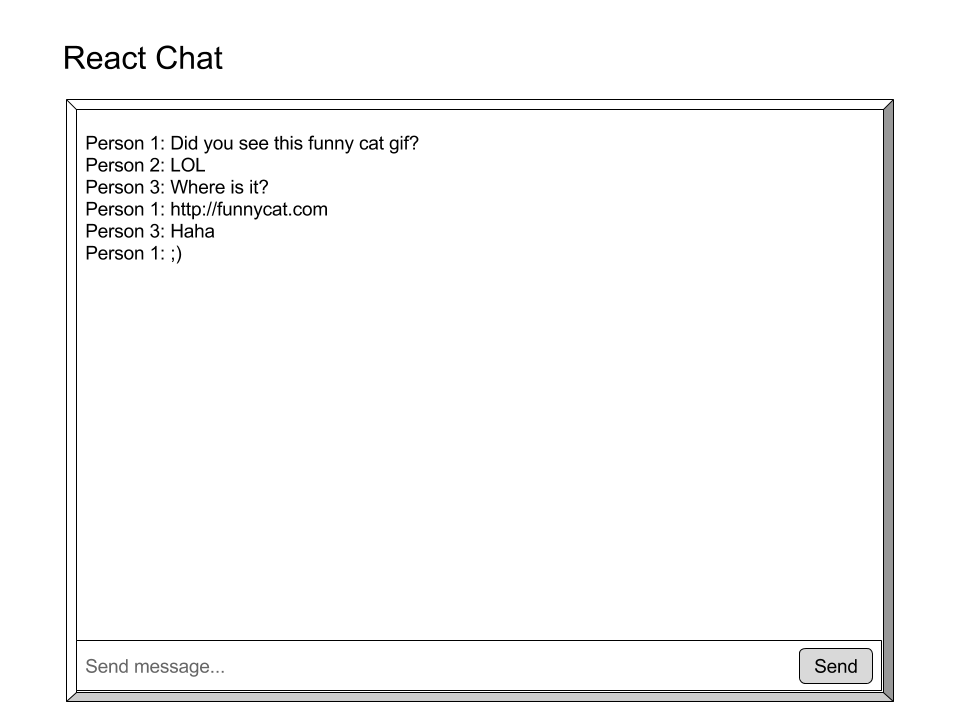 React Chat
Person 1: Did you see this funny cat gif?
Person 2: LOL
Person 3: Where is it?
Person 1: http://funnycat.com
Person 3: Haha
Person 1: ;)
Send message...
Send